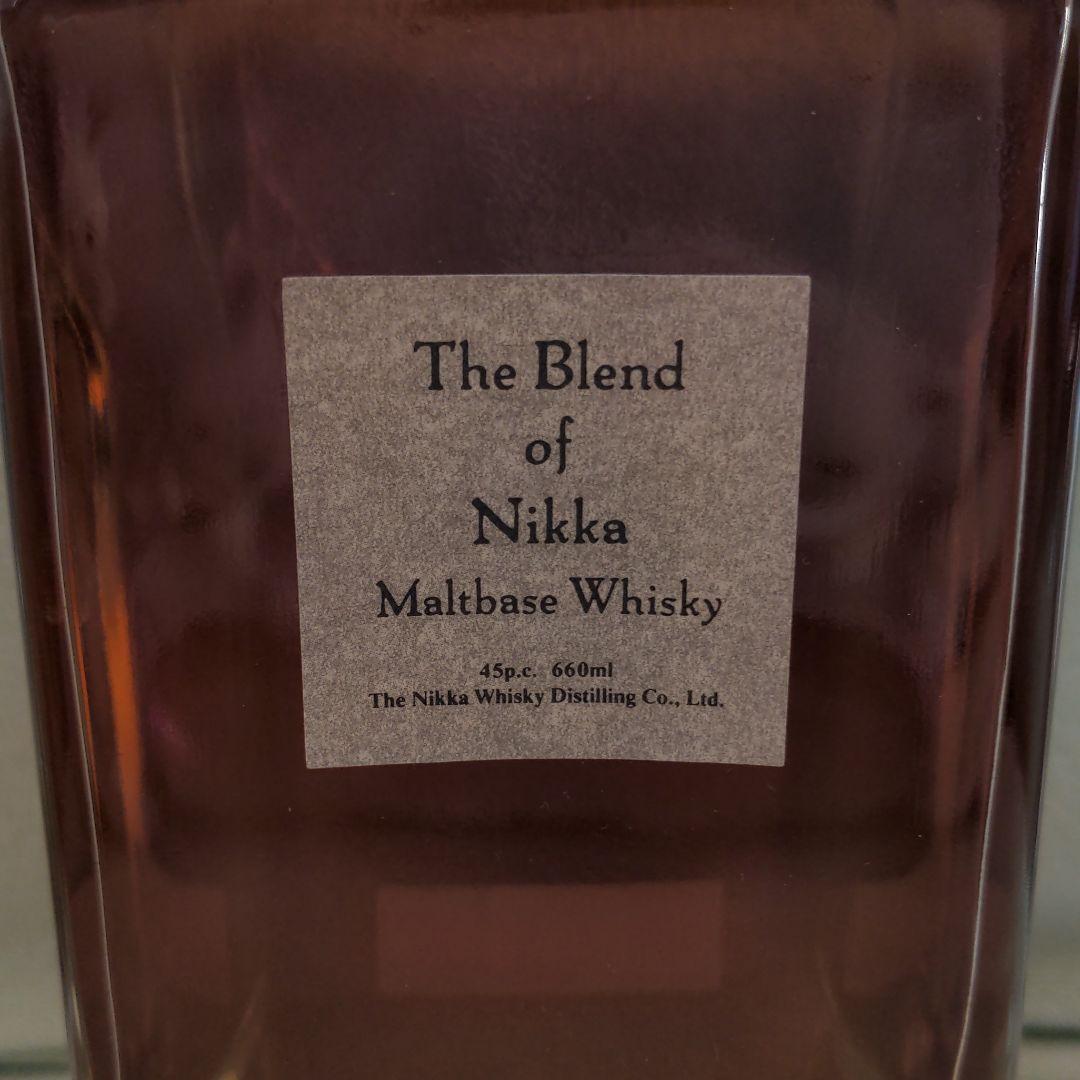 The Blend
of
Nikka
Maltbase Whisky
45p.c. 660ml
The Nikka Whisky Distilling Co., Ltd.